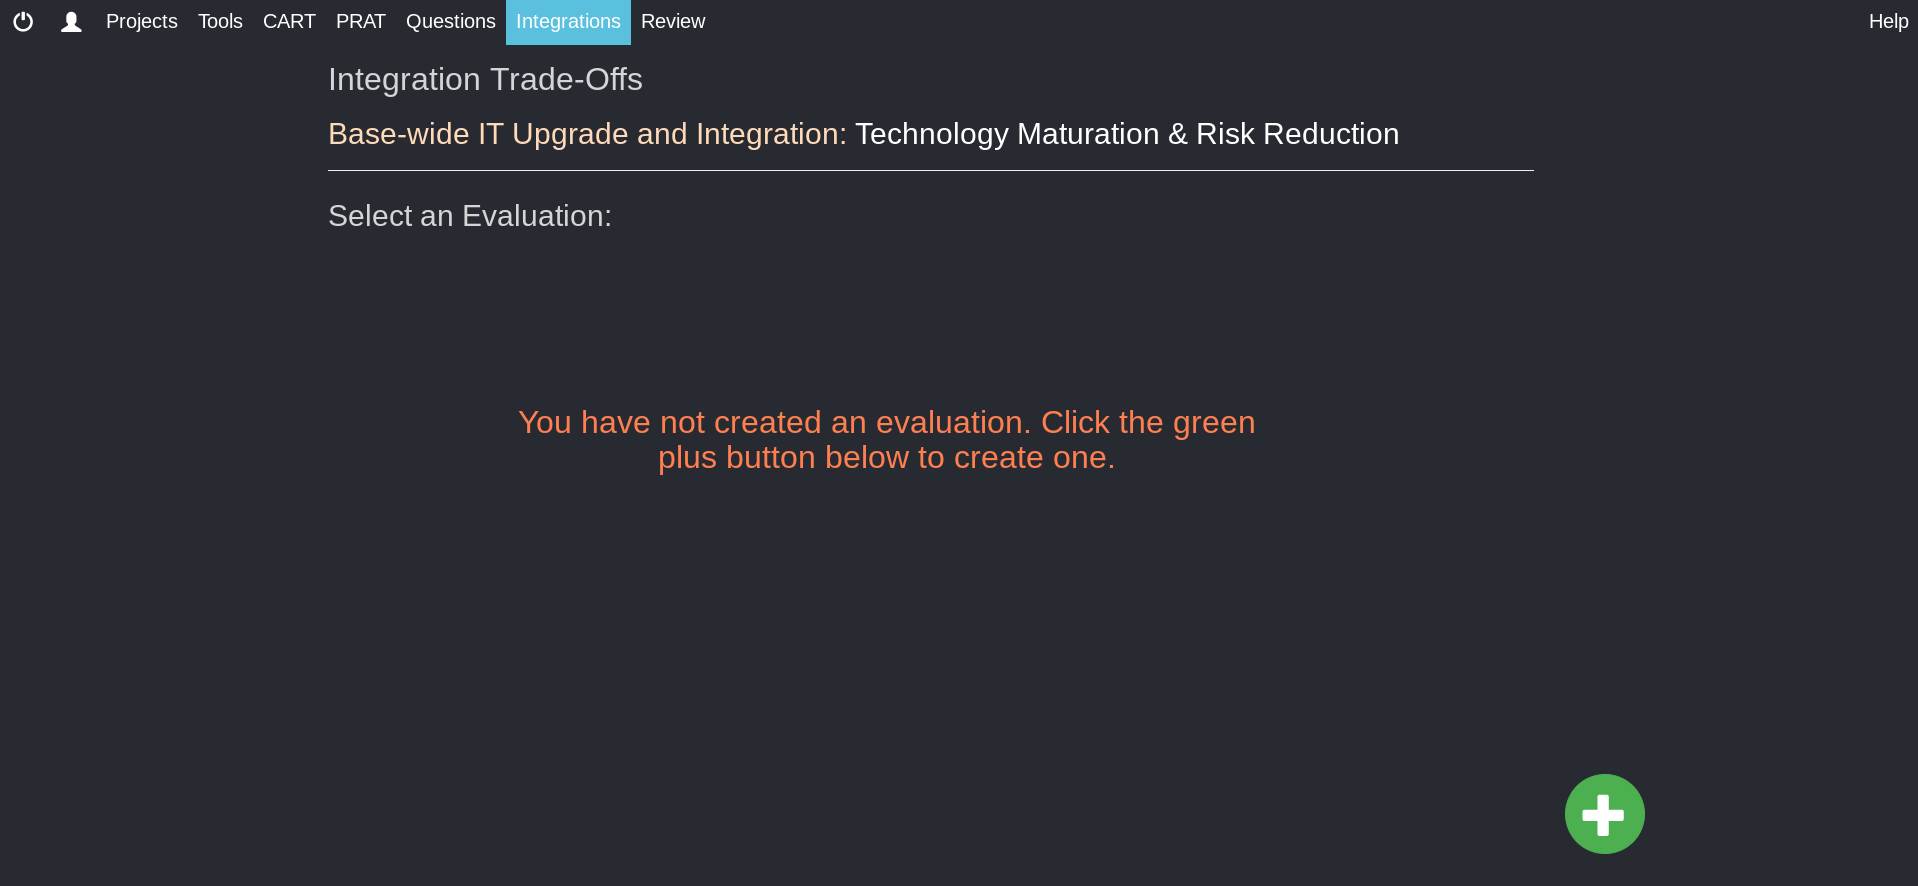 Projects Tools CART PRAT Questions Integrations Review Help
Integration Trade-Offs
Base-wide IT Upgrade and Integration: Technology Maturation & Risk Reduction
Select an Evaluation:
You have not created an evaluation. Click the green
plus button below to create one.